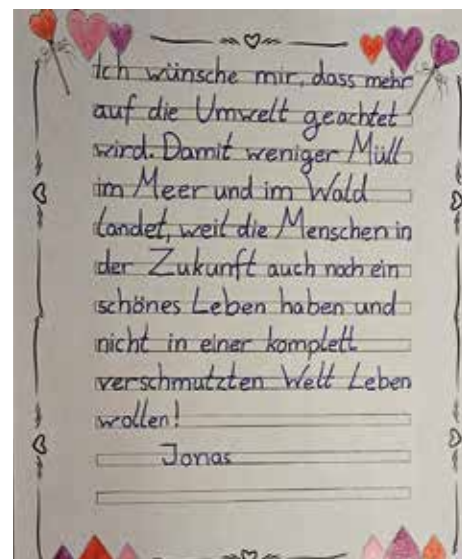 Ich wünsche mir, dass mehr
auf die Umwelt geachtet
wird. Damit weniger Müll
im Meer und im Wald
landet, weil die Menschen in
der Zukunft auch noch ein
schönes Leben haben und
nicht in einer komplett
verschmutzten Welt Leben
wollen!
Jonas